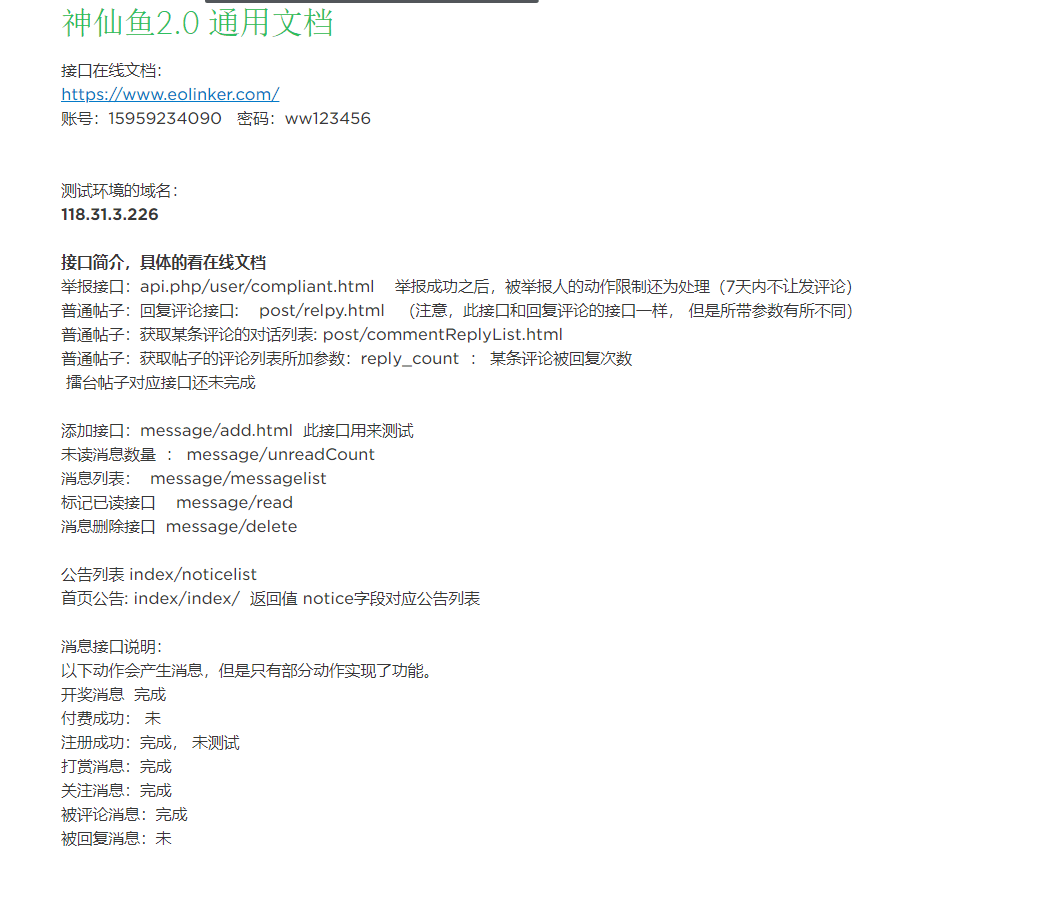 神仙鱼2.0 通用文档
接口在线文档：
https://www.eolinker.com/
账号：15959234090 密码：ww123456
测试环境的域名：
118.31.3.226
接口简介，具体的看在线文档
举报接口：api.php/user/compliant.html 举报成功之后，被举报人的动作限制还为处理（7天内不让发评论）
普通帖子：回复评论接口： post/relpy.html （注意，此接口和回复评论的接口一样， 但是所带参数有所不同）
普通帖子：获取某条评论的对话列表: post/commentReplyList.html
普通帖子：获取帖子的评论列表所加参数：reply_count ： 某条评论被回复次数
擂台帖子对应接口还未完成
添加接口：message/add.html 此接口用来测试
未读消息数量 ： message/unreadCount
消息列表： message/messagelist
标记已读接口 message/read
消息删除接口 message/delete
公告列表 index/noticelist
首页公告: index/index/ 返回值 notice字段对应公告列表
消息接口说明：
以下动作会产生消息，但是只有部分动作实现了功能。
开奖消息 完成
付费成功： 未
注册成功：完成， 未测试
打赏消息：完成
关注消息：完成
被评论消息：完成
被回复消息：未